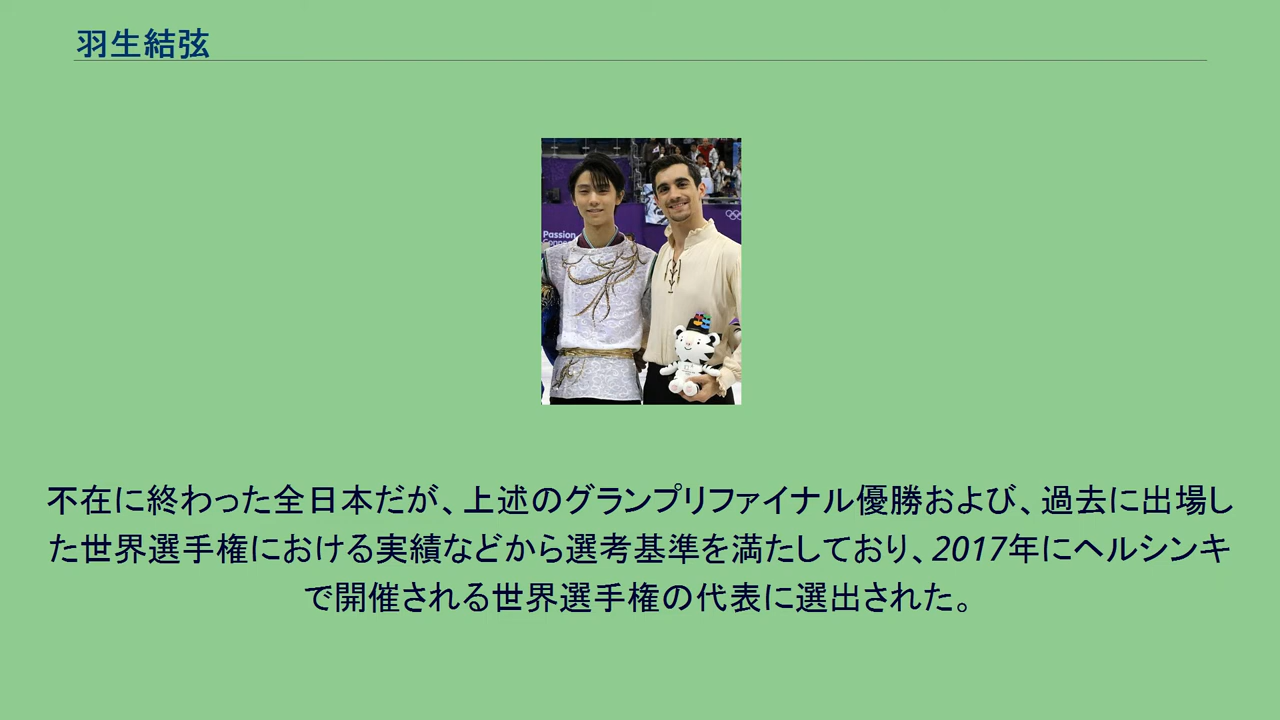 羽生結弦
Passion
不在に終わった全日本だが、上述のグランプリファイナル優勝および、過去に出場し
た世界選手権における実績などから選考基準を満たしており、2017年にヘルシンキ
で開催される世界選手権の代表に選出された。